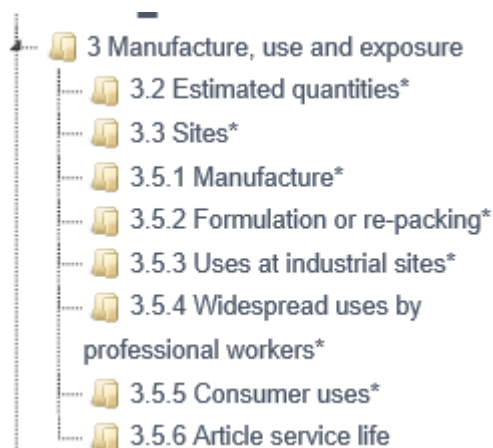 3 Manufacture, use and exposure
3.2 Estimated quantities*
3.3 Sites*
3.5.1 Manufacture*
3.5.2 Formulation or re-packing*
3.5.3 Uses at industrial sites*
3.5.4 Widespread uses by
professional workers*
3.5.5 Consumer uses*
3.5.6 Article service life